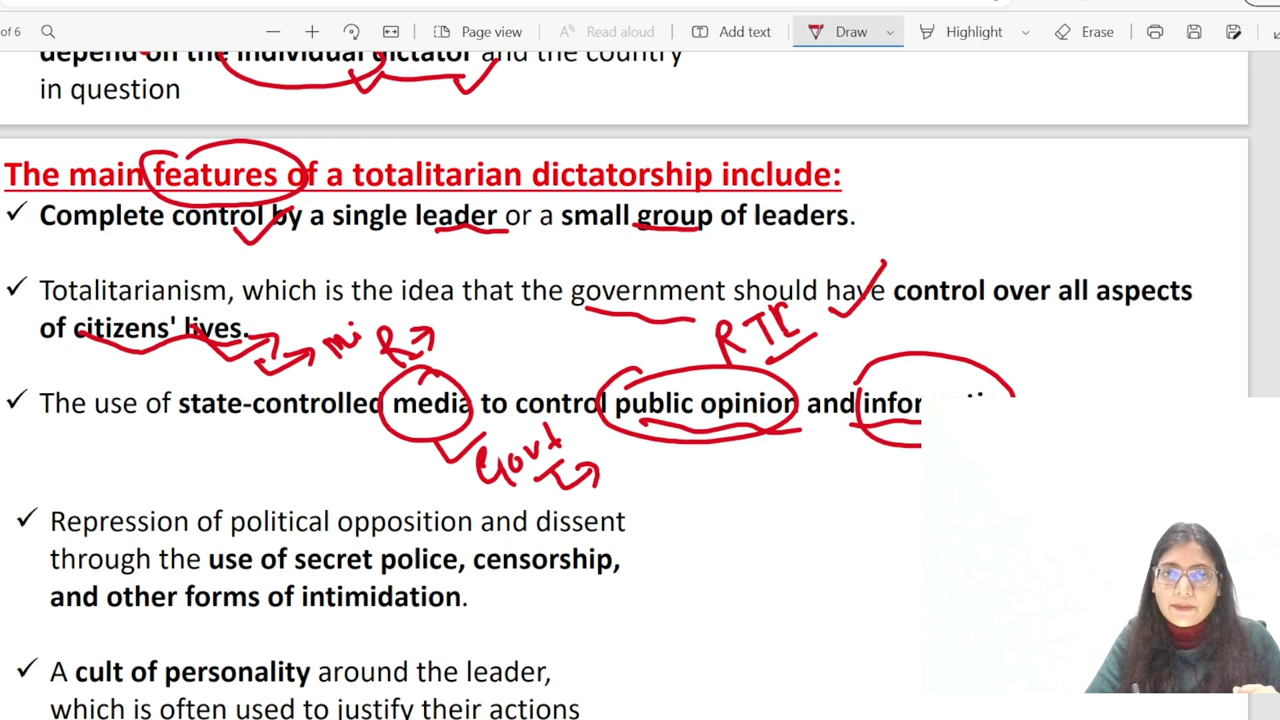 of 6
Page view
Read aloud
Add text
Draw
Highlight
Erase
depend on the individual dictator and the country
in question
The main features of a totalitarian dictatorship include:
✓ Complete control by a single leader or a small group of leaders.
✓ Totalitarianism, which is the idea that the government should have control over all aspects
of citizens' lives.
RTI
✓ The use of state-controlled media to control public opinion and
Govt
✓ Repression of political opposition and dissent
through the use of secret police, censorship,
and other forms of intimidation.
✓ A cult of personality around the leader,
which is often used to justify their actions